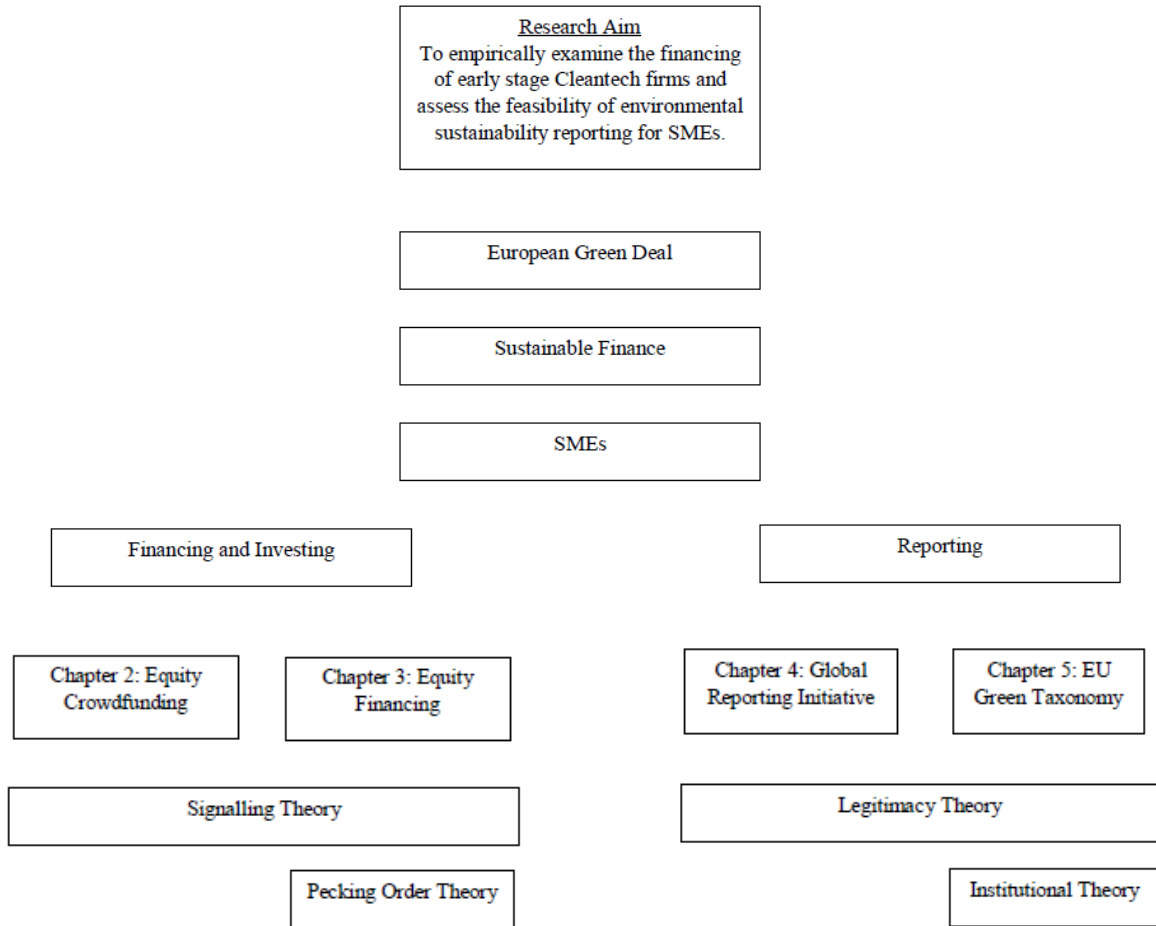 Research Aim
To empirically examine the financing
of early stage Cleantech firms and
assess the feasibility of environmental
sustainability reporting for SMEs.
European Green Deal
Sustainable Finance
SMEs
Financing and Investing
Reporting
Chapter 2: Equity
Crowdfunding
Chapter 3: Equity
Financing
Chapter 4: Global
Reporting Initiative
Chapter 5: EU
Green Taxonomy
Signalling Theory
Legitimacy Theory
Pecking Order Theory
Institutional Theory